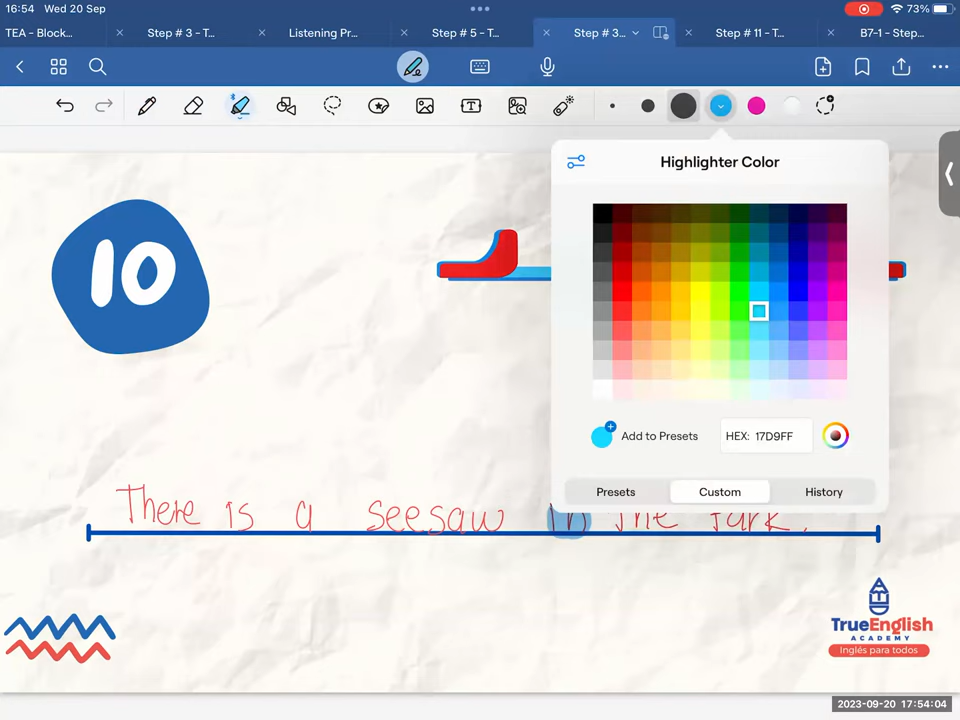 16:54 Wed 20 Sep
73%
TEA - Block...
Step # 3 - T...
Listening Pr...
Step # 5 - T...
Step # 3...
Step # 11 - T...
B7-1 - Step...
Highlighter Color
10
Add to Presets
HEX: 17D9FF
Presets
Custom
History
There is a seesaw in the Park.
TrueEnglish
ACADEMY
Inglés para todos
2023-09-20 17:54:04